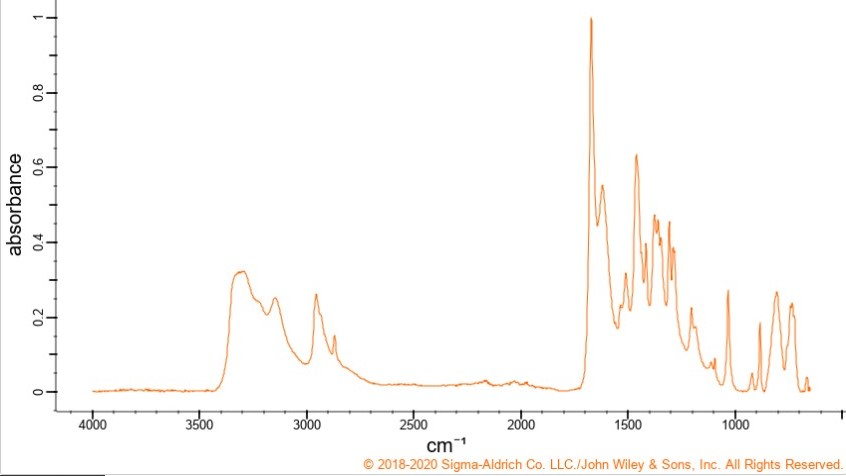 1
0.8
0.6
0.4
0.2
0
absorbance
4000 3500 3000 2500 2000 1500 1000
cm⁻¹
© 2018-2020 Sigma-Aldrich Co. LLC./John Wiley & Sons, Inc. All Rights Reserved.